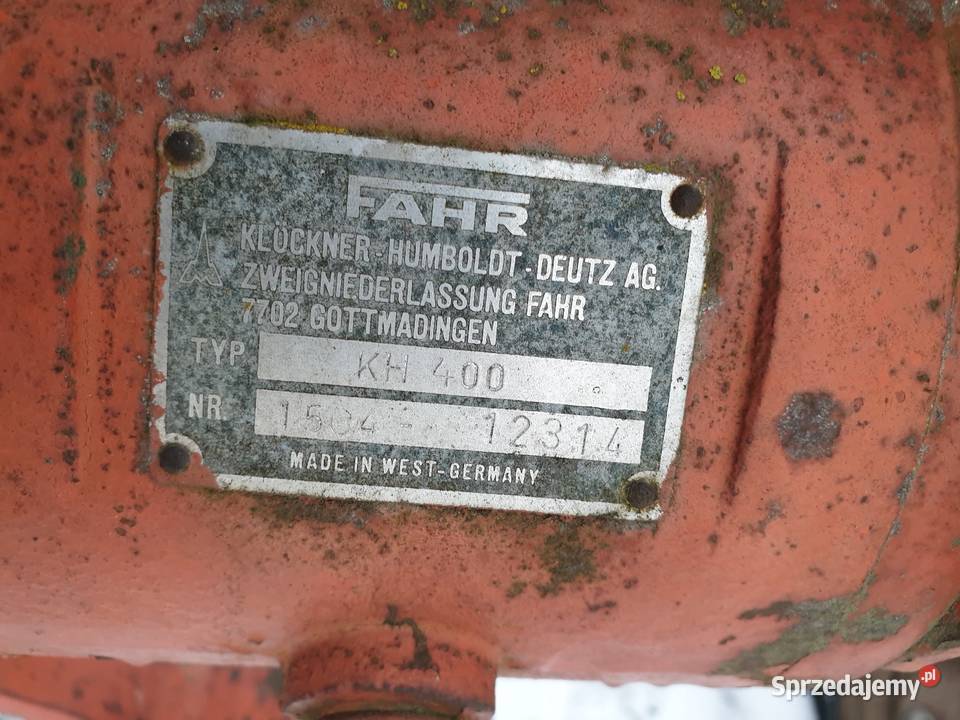 FAHR
KLÖCKNER-HUMBOLDT-DEUTZ AG.
ZWEIGNIEDERLASSUNG FAHR
7702 GOTTMADINGEN
TYP KH 400
NR. 1504 - 12314
MADE IN WEST-GERMANY
Sprzedajemy.pl